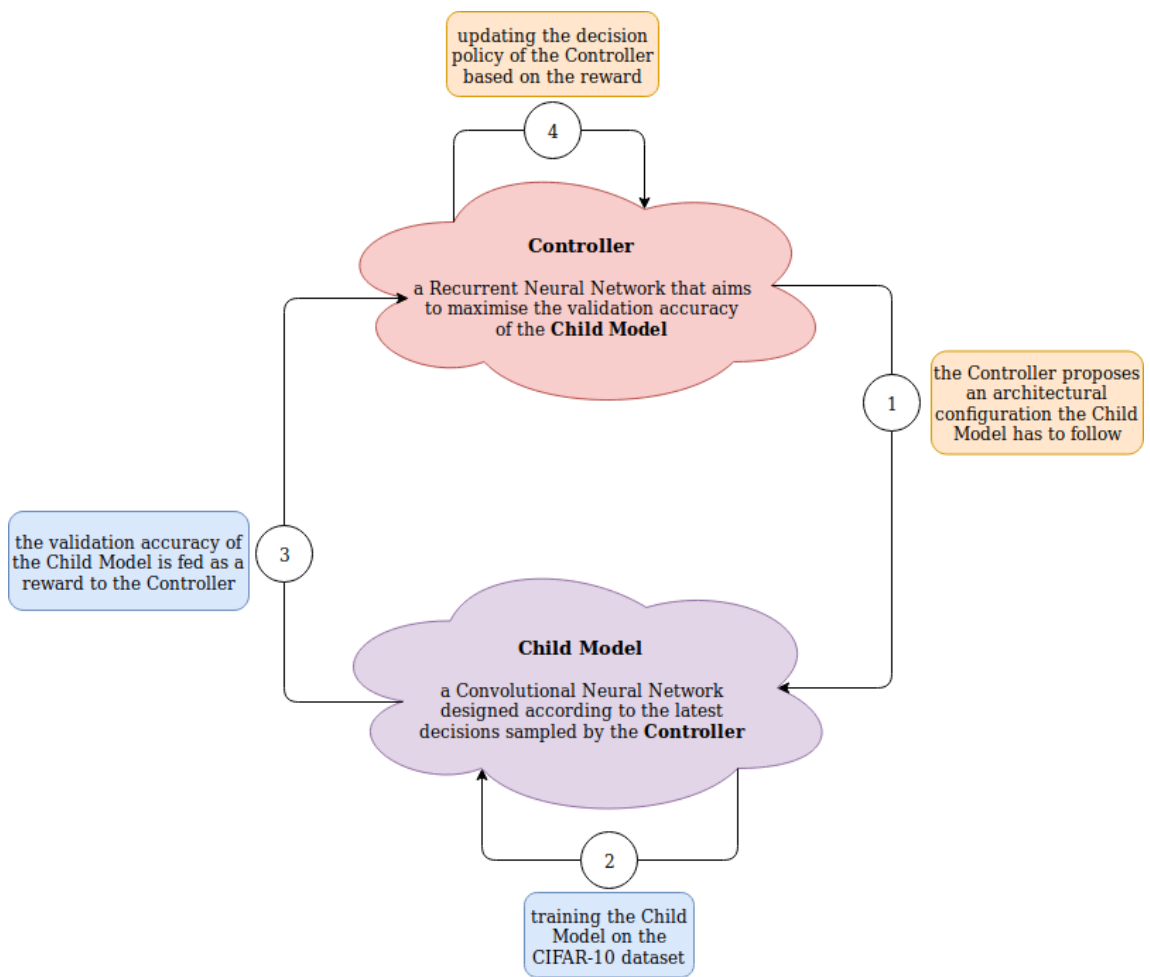 updating the decision
policy of the Controller
based on the reward
4
Controller
a Recurrent Neural Network that aims
to maximise the validation accuracy
of the Child Model
1
the Controller proposes
an architectural
configuration the Child
Model has to follow
the validation accuracy of
the Child Model is fed as a
reward to the Controller
3
Child Model
a Convolutional Neural Network
designed according to the latest
decisions sampled by the Controller
2
training the Child
Model on the
CIFAR-10 dataset